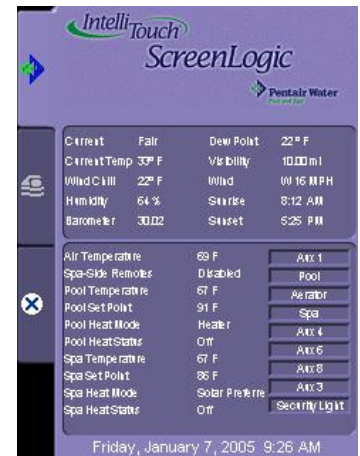 IntelliTouch
ScreenLogic
Pentair Water
Pool and Spa
Current Fair Dew Point 22° F
Current Temp 33° F Visibility 10.00 mi
Wind Chill 22° F Wind W 16 MPH
Humidity 64 % Sunrise 8:12 AM
Barometer 30.02 Sunset 5:25 PM
Air Temperature 69 F Aux 1
Spa-Side Remotes Disabled Pool
Pool Temperature 67 F Aerator
Pool Set Point 91 F Spa
Pool Heat Mode Heater Aux 4
Pool Heat Status Off Aux 6
Spa Temperature 67 F Aux 8
Spa Set Point 86 F Aux 3
Spa Heat Mode Solar Preferre Security Light
Spa Heat Status Off
Friday, January 7, 2005 9:26 AM